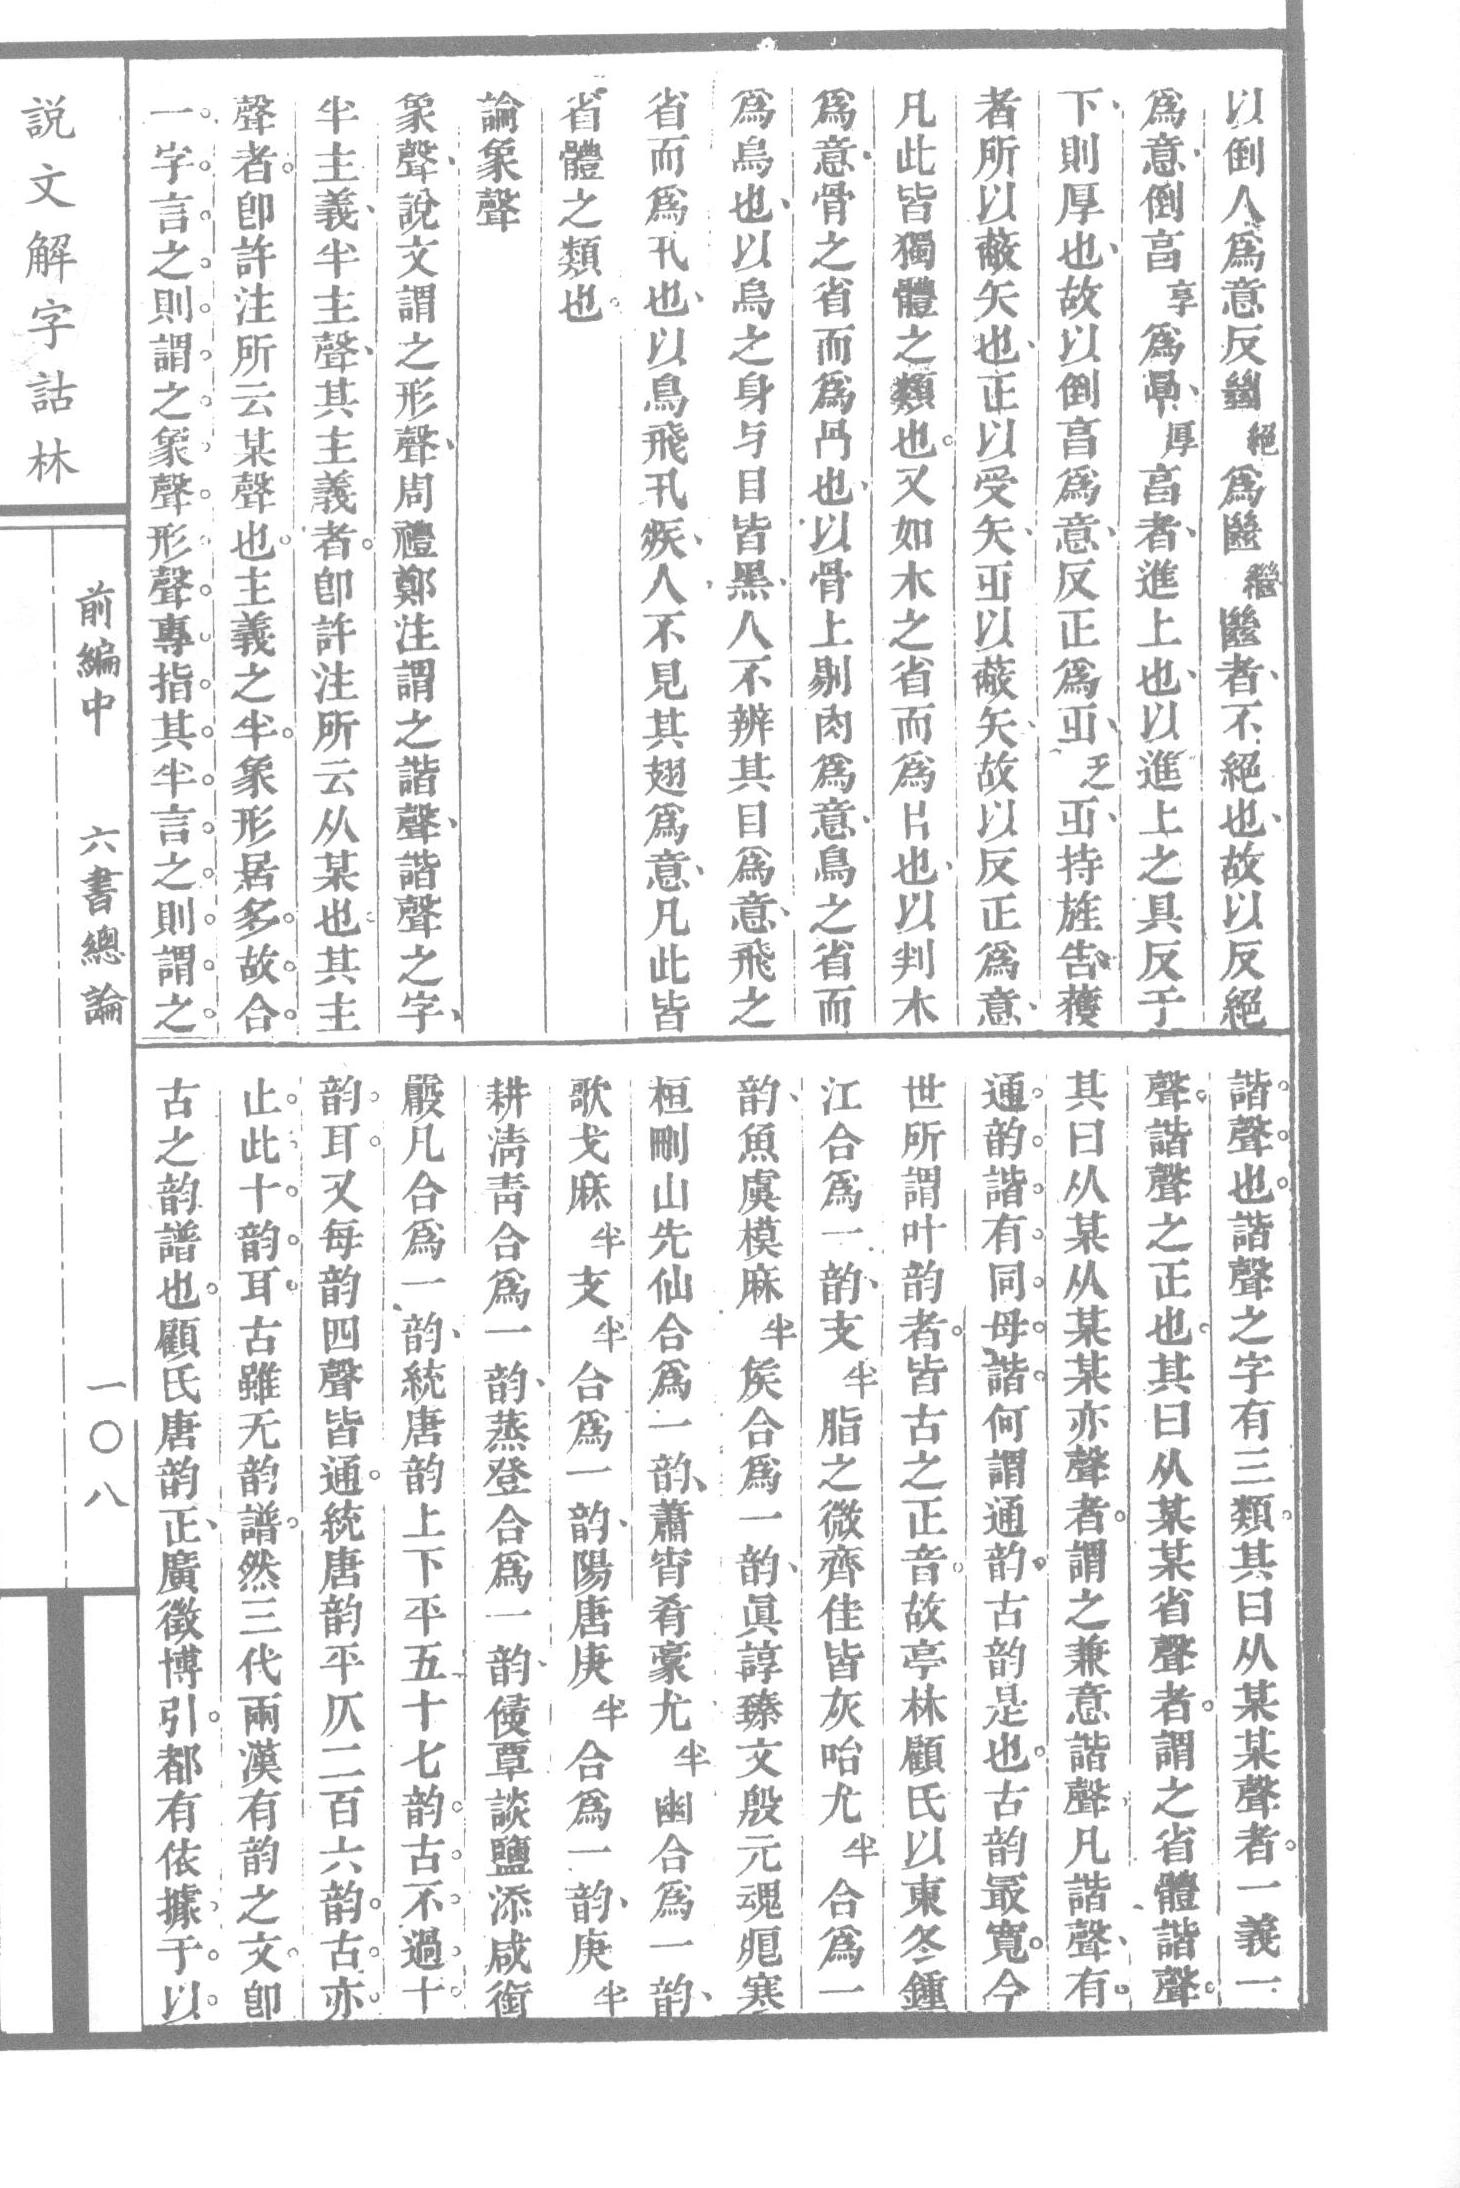 以倒人爲意反𢇍絕爲㡭繼㡭者不絕也故以反絕
爲意倒亯享爲𣆪厚亯者進上也以進上之具反于
下則厚也故以倒亯爲意反正爲𠂜乏𠂜持旌告獲
者所以蔽矢也正以受矢𠂜以蔽矢故以反正爲意
凡此皆獨體之類也又如木之省而爲片也以判木
爲意骨之省而爲冎也以骨上剔肉爲意鳥之省而
爲烏也以烏之身与目皆黑人不辨其目爲意飛之
省而爲卂也以鳥飛卂疾人不見其翅爲意凡此皆
省體之類也
論象聲
象聲說文謂之形聲周禮鄭注謂之諧聲諧聲之字
半主義半主聲其主義者卽許注所云从某也其主
聲者卽許注所云某聲也主義之半象形居多故合
一字言之則謂之象聲形聲專指其半言之則謂之
諧聲也諧聲之字有三類其曰从某某聲者一義一
聲諧聲之正也其曰从某某省聲者謂之省體諧聲
其曰从某从某某亦聲者謂之兼意諧聲凡諧聲有
通韵諧有同母諧何謂通韵古韵是也古韵最寬今
世所謂叶韵者皆古之正音故亭林顧氏以東冬鍾
江合爲一韵支半脂之微齊佳皆灰咍尤半合爲一
韵魚虞模麻半矦合爲一韵眞諄臻文殷元魂痕寒
桓刪山先仙合爲一韵蕭宵肴豪尤半幽合爲一韵
歌戈麻半支半合爲一韵陽唐庚半合爲一韵庚半
耕淸靑合爲一韵蒸登合爲一韵侵覃談鹽添咸銜
嚴凡合爲一韵統唐韵上下平五十七韵古不過十
韵耳又每韵四聲皆通統唐韵平仄二百六韵古亦
止此十韵耳古雖无韵譜然三代兩漢有韵之文卽
古之韵譜也顧氏唐韵正廣徵博引都有依據于以
說文解字詁林
前編中 六書總論
一〇八